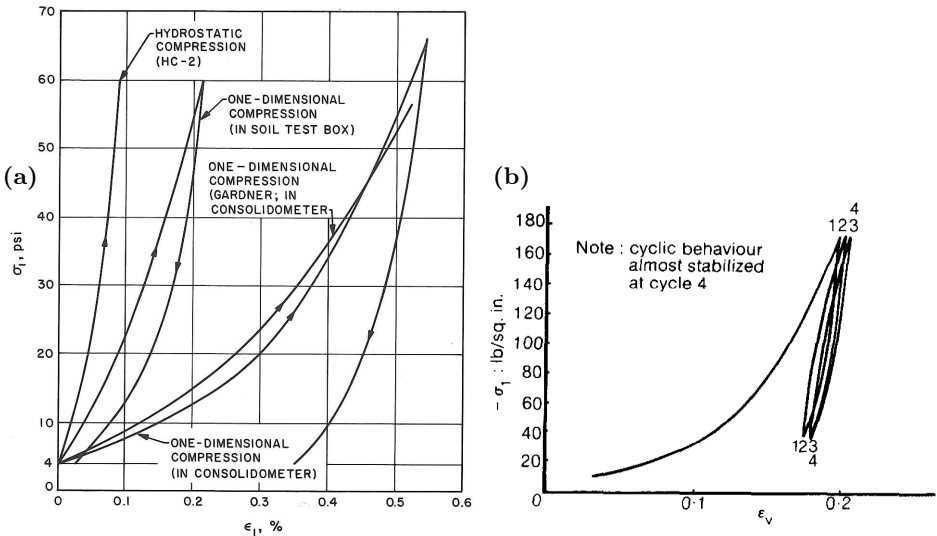 (a)
70
60
50
40
30
20
10
4
0
σ₁, psi
HYDROSTATIC
COMPRESSION
(HC-2)
ONE-DIMENSIONAL
COMPRESSION
(IN SOIL TEST BOX)
ONE-DIMENSIONAL
COMPRESSION
(GARDNER; IN
CONSOLIDOMETER)
ONE-DIMENSIONAL
COMPRESSION
(IN CONSOLIDOMETER)
0 0.1 0.2 0.3 0.4 0.5 0.6
ϵ₁, %
(b)
180
160
140
120
100
80
60
40
20
0
- σ₁ : lb/sq. in.
Note : cyclic behaviour
almost stabilized
at cycle 4
4
123
123
4
0.1 0.2
εᵥ